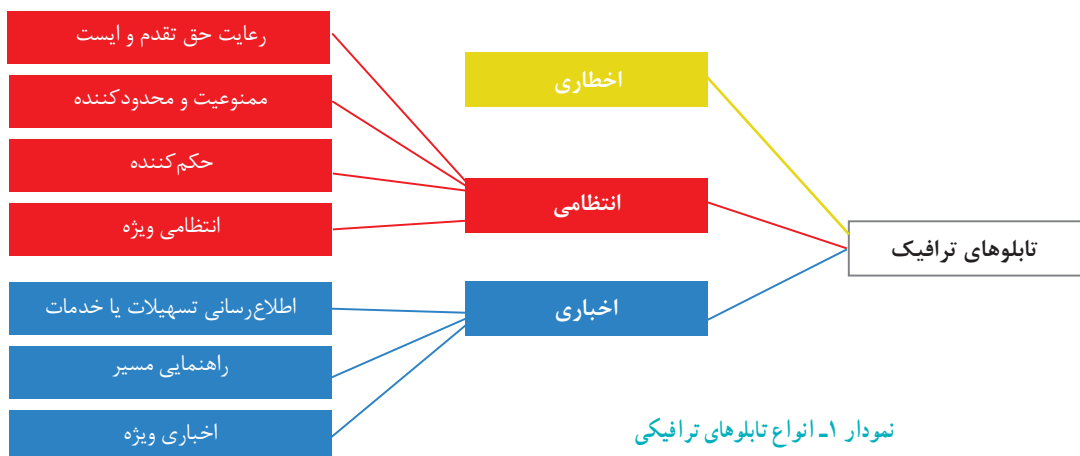 تابلوهای ترافیک
اخطاری
انتظامی
رعایت حق تقدم و ایست
ممنوعیت و محدودکننده
حکم‌کننده
انتظامی ویژه
اخباری
اطلاع‌رسانی تسهیلات یا خدمات
راهنمایی مسیر
اخباری ویژه
نمودار ۱ـ انواع تابلوهای ترافیکی